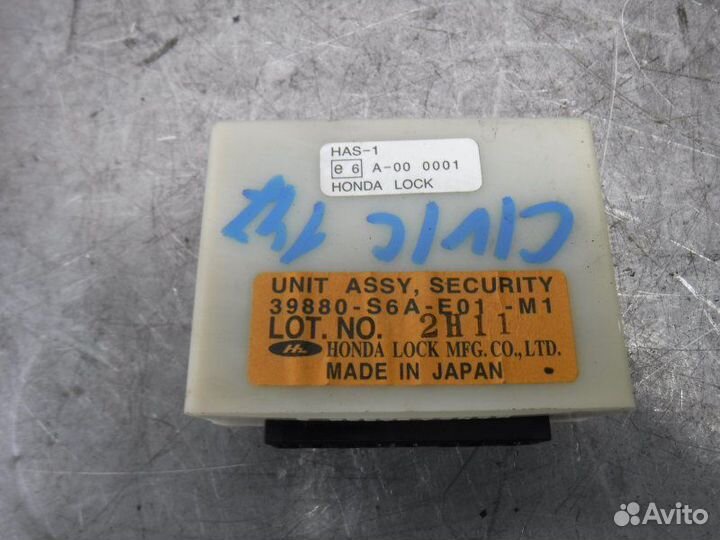 HAS-1
e 6 A-00 0001
HONDA LOCK
CIVIC
UNIT ASSY, SECURITY
39880-S6A-E01 -M1
LOT. NO. 2H11
HL HONDA LOCK MFG. CO., LTD.
MADE IN JAPAN
Avito